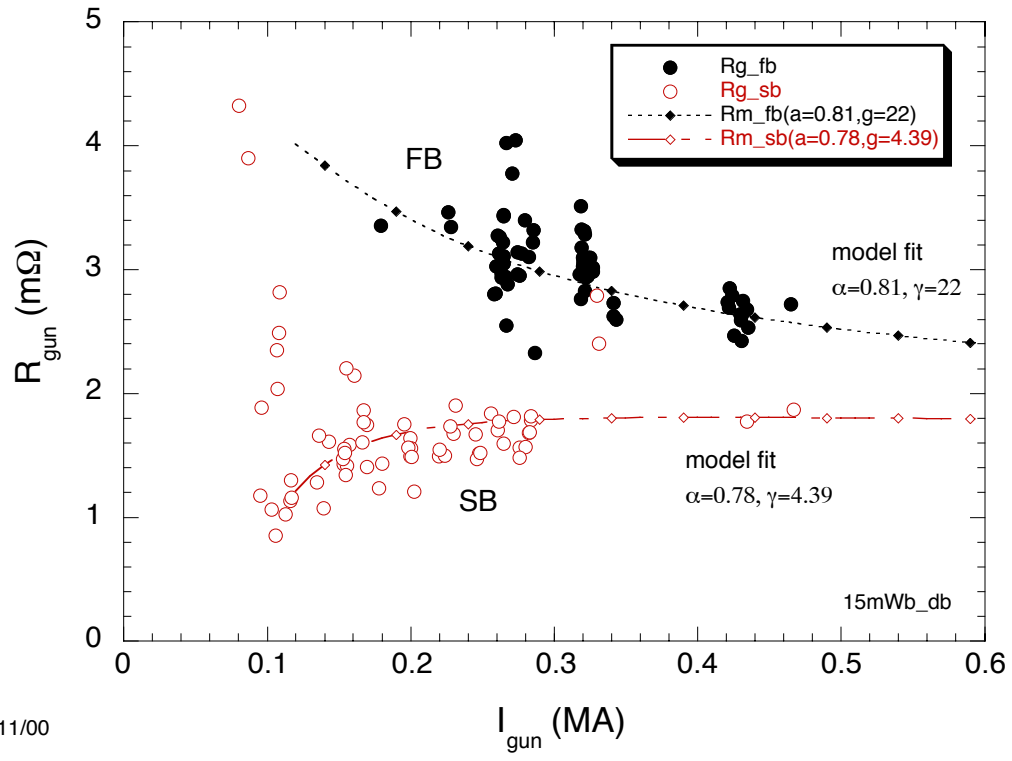 5
4
3
2
1
0
R_gun (mΩ)
Rg_fb
Rg_sb
Rm_fb(a=0.81,g=22)
Rm_sb(a=0.78,g=4.39)
FB
model fit
α=0.81, γ=22
model fit
α=0.78, γ=4.39
SB
15mWb_db
0 0.1 0.2 0.3 0.4 0.5 0.6
I_gun (MA)
11/00